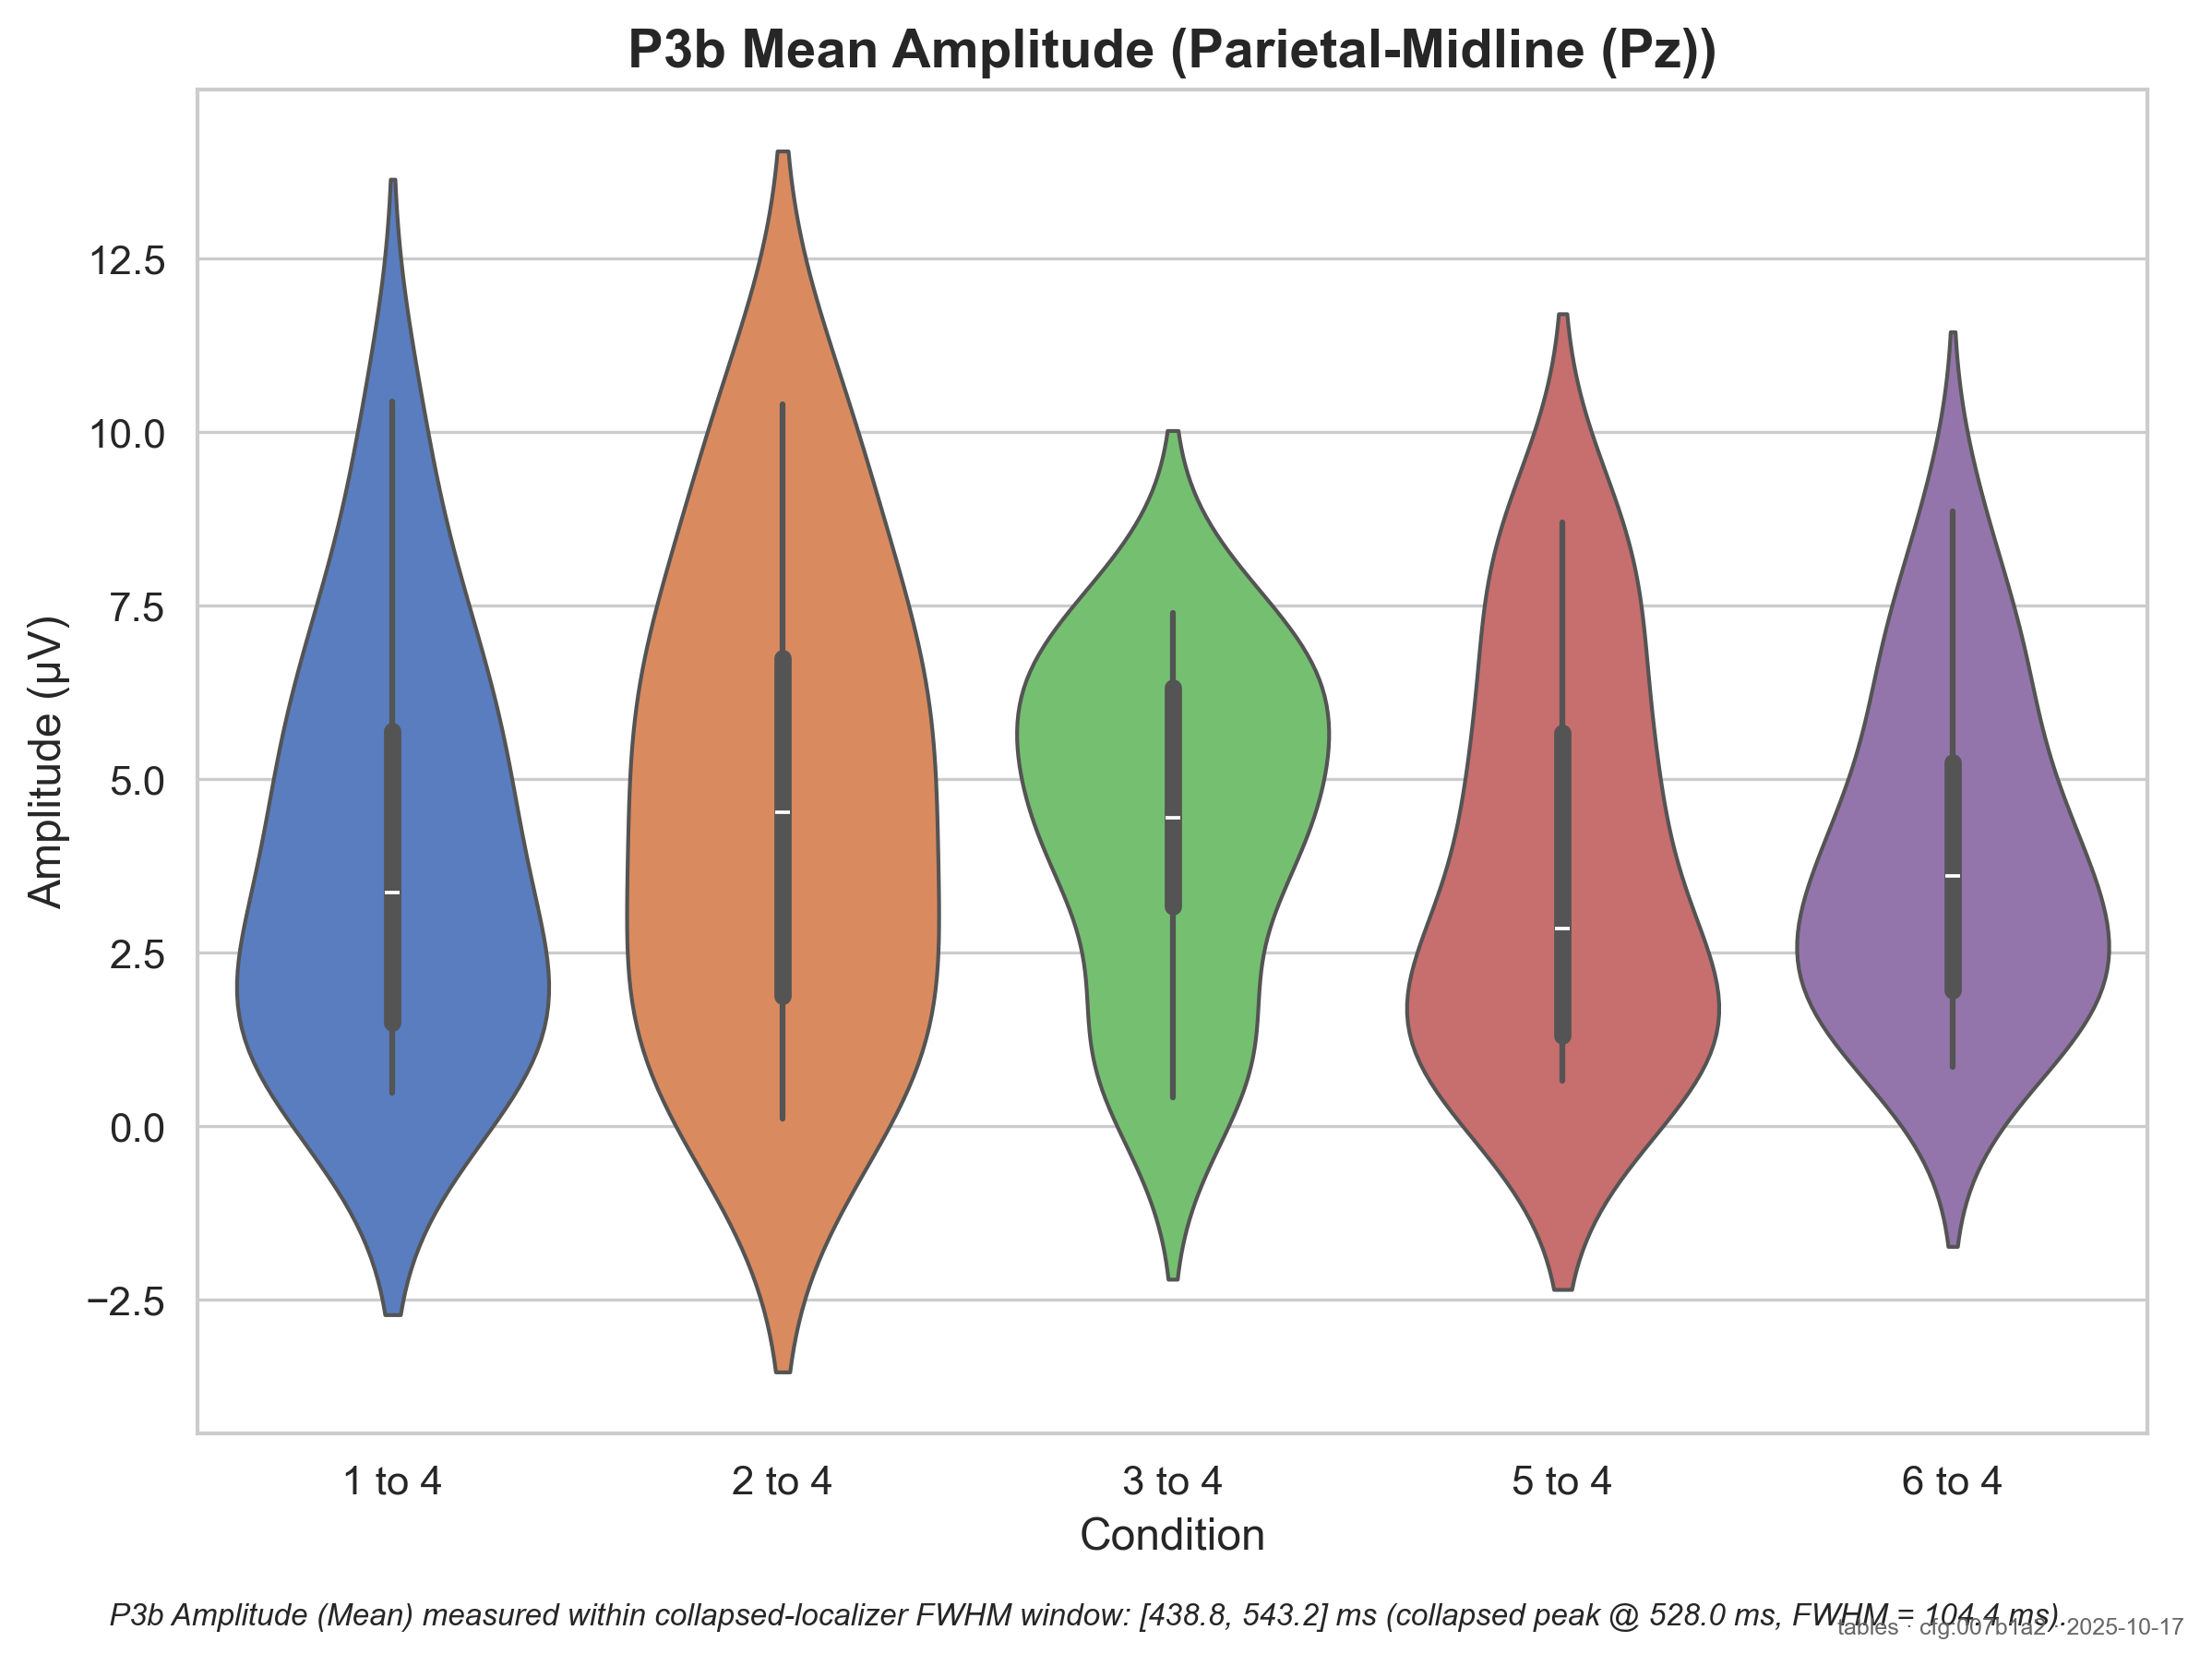 P3b Mean Amplitude (Parietal-Midline (Pz))
Amplitude (µV)
12.5
10.0
7.5
5.0
2.5
0.0
−2.5
1 to 4
2 to 4
3 to 4
5 to 4
6 to 4
Condition
P3b Amplitude (Mean) measured within collapsed-localizer FWHM window: [438.8, 543.2] ms (collapsed peak @ 528.0 ms, FWHM = 104.4 ms).
tables · cfg:007b1a2 · 2025-10-17